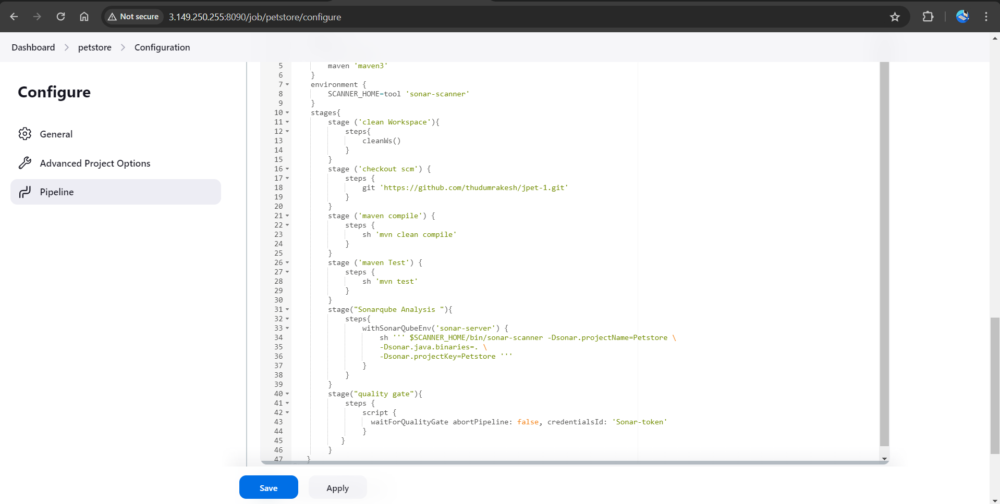 Not secure 3.149.250.255:8090/job/petstore/configure
Dashboard petstore Configuration
Configure
General
Advanced Project Options
Pipeline
5 maven 'maven3'
6 }
7 environment {
8 SCANNER_HOME=tool 'sonar-scanner'
9 }
10 stages{
11 stage ('clean Workspace'){
12 steps{
13 cleanWs()
14 }
15 }
16 stage ('checkout scm') {
17 steps {
18 git 'https://github.com/thudumrakesh/jpet-1.git'
19 }
20 }
21 stage ('maven compile') {
22 steps {
23 sh 'mvn clean compile'
24 }
25 }
26 stage ('maven Test') {
27 steps {
28 sh 'mvn test'
29 }
30 }
31 stage("Sonarqube Analysis "){
32 steps{
33 withSonarQubeEnv('sonar-server') {
34 sh ''' $SCANNER_HOME/bin/sonar-scanner -Dsonar.projectName=Petstore \
35 -Dsonar.java.binaries=. \
36 -Dsonar.projectKey=Petstore '''
37 }
38 }
39 }
40 stage("quality gate"){
41 steps {
42 script {
43 waitForQualityGate abortPipeline: false, credentialsId: 'Sonar-token'
44 }
45 }
46 }
47 }
Save Apply